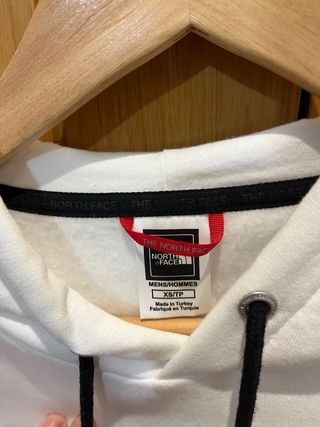 THE NORTH FACE THE NORTH FACE
THE NORTH FACE
NORTH
FACE
MENS/HOMMES
XS/TP
Made in Turkey
Fabriqué en Turquie